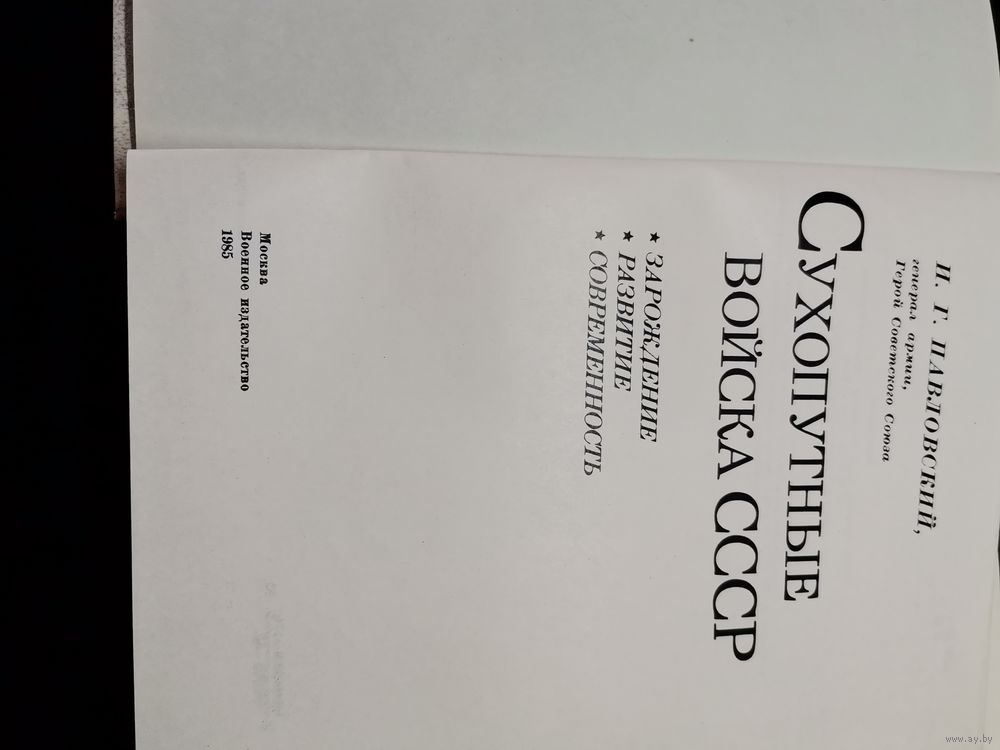 И. Г. ПАВЛОВСКИЙ,
генерал армии,
Герой Советского Союза
СУХОПУТНЫЕ
ВОЙСКА СССР
★ ЗАРОЖДЕНИЕ
★ РАЗВИТИЕ
★ СОВРЕМЕННОСТЬ
Москва
Военное издательство
1985
www.ay.by